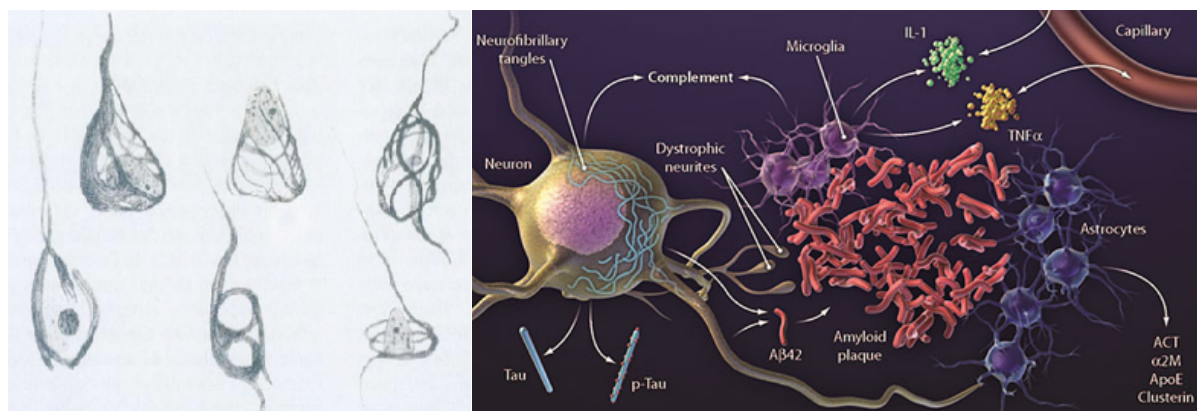 Neurofibrillary
tangles
Complement
Microglia
IL-1
Capillary
TNFα
Neuron
Dystrophic
neurites
Astrocytes
Aβ42
Amyloid
plaque
Tau
p-Tau
ACT
α2M
ApoE
Clusterin